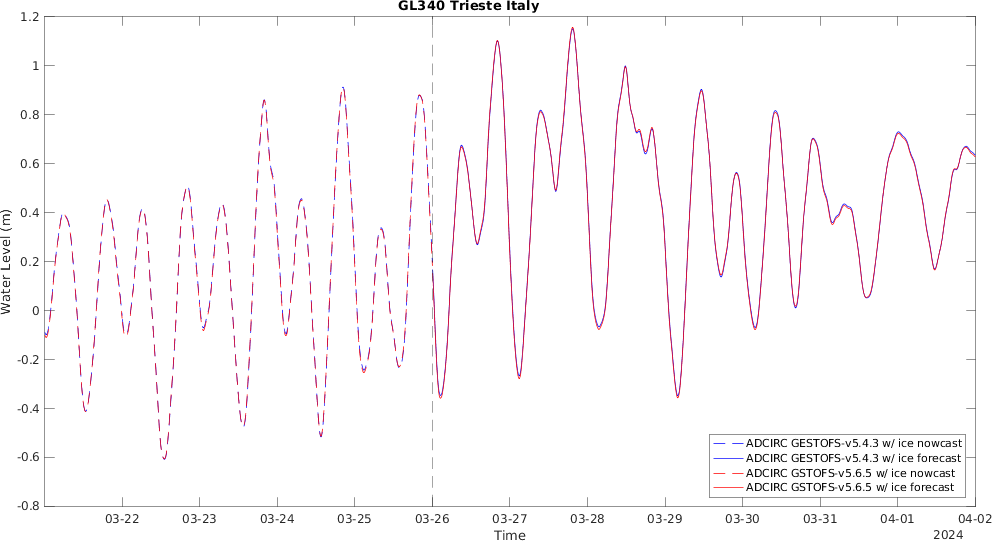 GL340 Trieste Italy
1.2
1
0.8
0.6
0.4
0.2
0
-0.2
-0.4
-0.6
-0.8
Water Level (m)
ADCIRC GESTOFS-v5.4.3 w/ ice nowcast
ADCIRC GESTOFS-v5.4.3 w/ ice forecast
ADCIRC GSTOFS-v5.6.5 w/ ice nowcast
ADCIRC GSTOFS-v5.6.5 w/ ice forecast
03-22 03-23 03-24 03-25 03-26 03-27 03-28 03-29 03-30 03-31 04-01 04-02
Time
2024